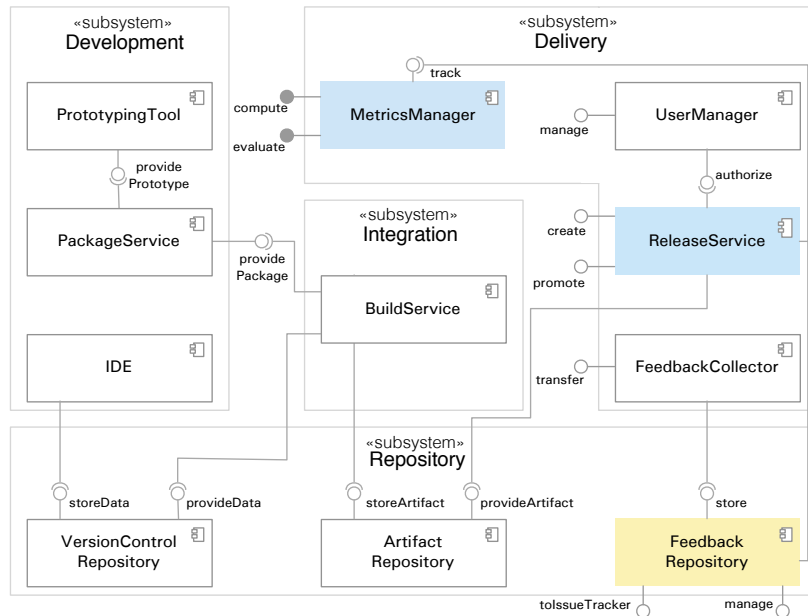 «subsystem»
Development
«subsystem»
Delivery
track
PrototypingTool
compute
MetricsManager
UserManager
manage
evaluate
provide
Prototype
authorize
«subsystem»
Integration
PackageService
create
ReleaseService
provide
Package
promote
BuildService
IDE
transfer
FeedbackCollector
«subsystem»
Repository
storeData
provideData
storeArtifact
provideArtifact
store
VersionControl
Repository
Artifact
Repository
Feedback
Repository
toIssueTracker
manage